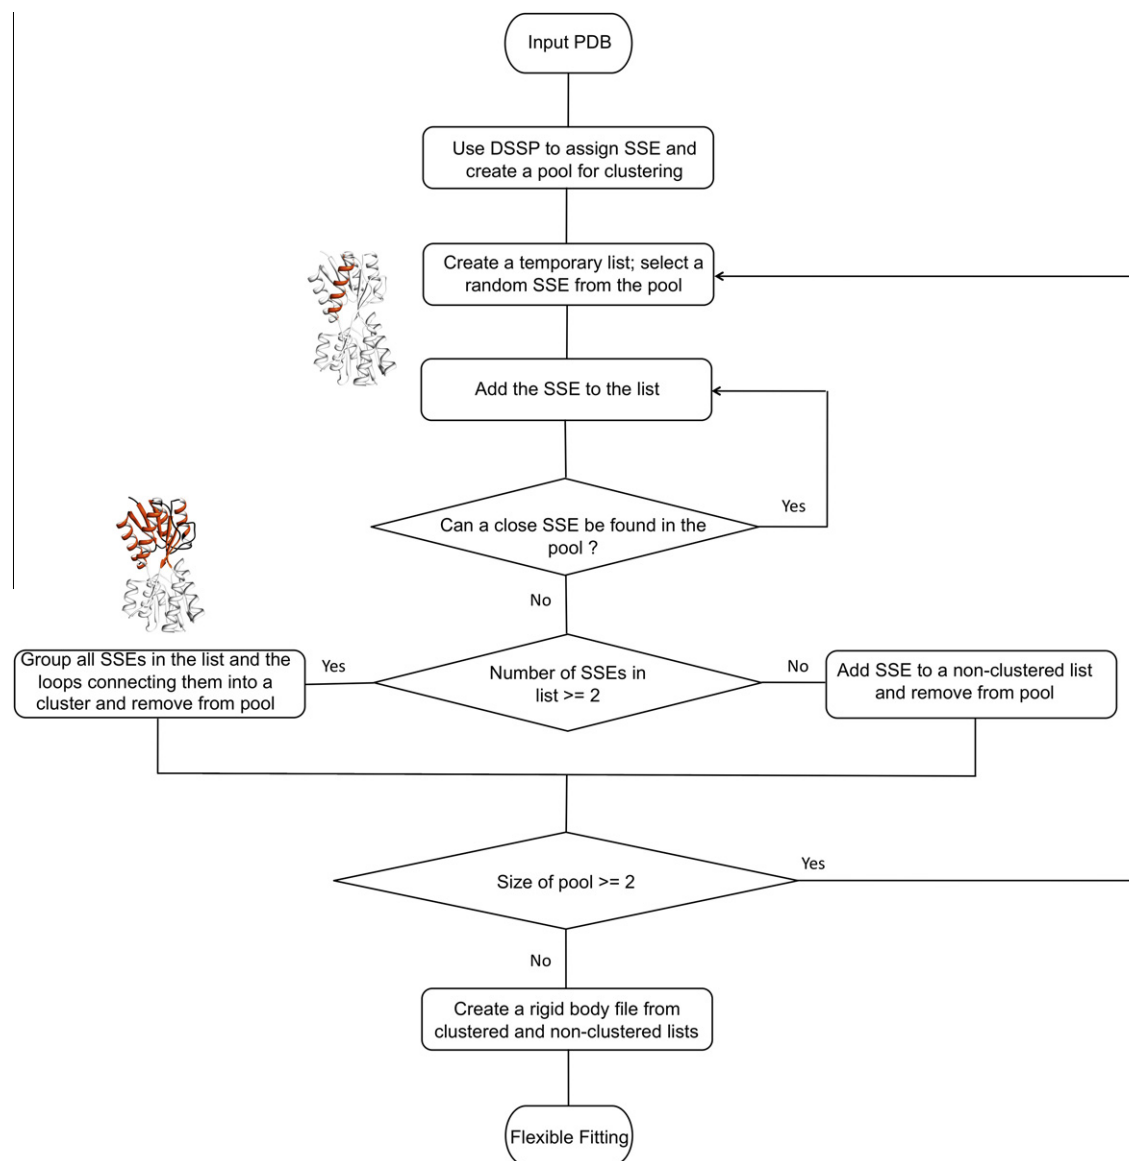 Input PDB
Use DSSP to assign SSE and
create a pool for clustering
Create a temporary list; select a
random SSE from the pool
Add the SSE to the list
Yes
Can a close SSE be found in the
pool ?
No
Group all SSEs in the list and the
loops connecting them into a
cluster and remove from pool
Yes
Number of SSEs in
list >= 2
No
Add SSE to a non-clustered list
and remove from pool
Size of pool >= 2
Yes
No
Create a rigid body file from
clustered and non-clustered lists
Flexible Fitting